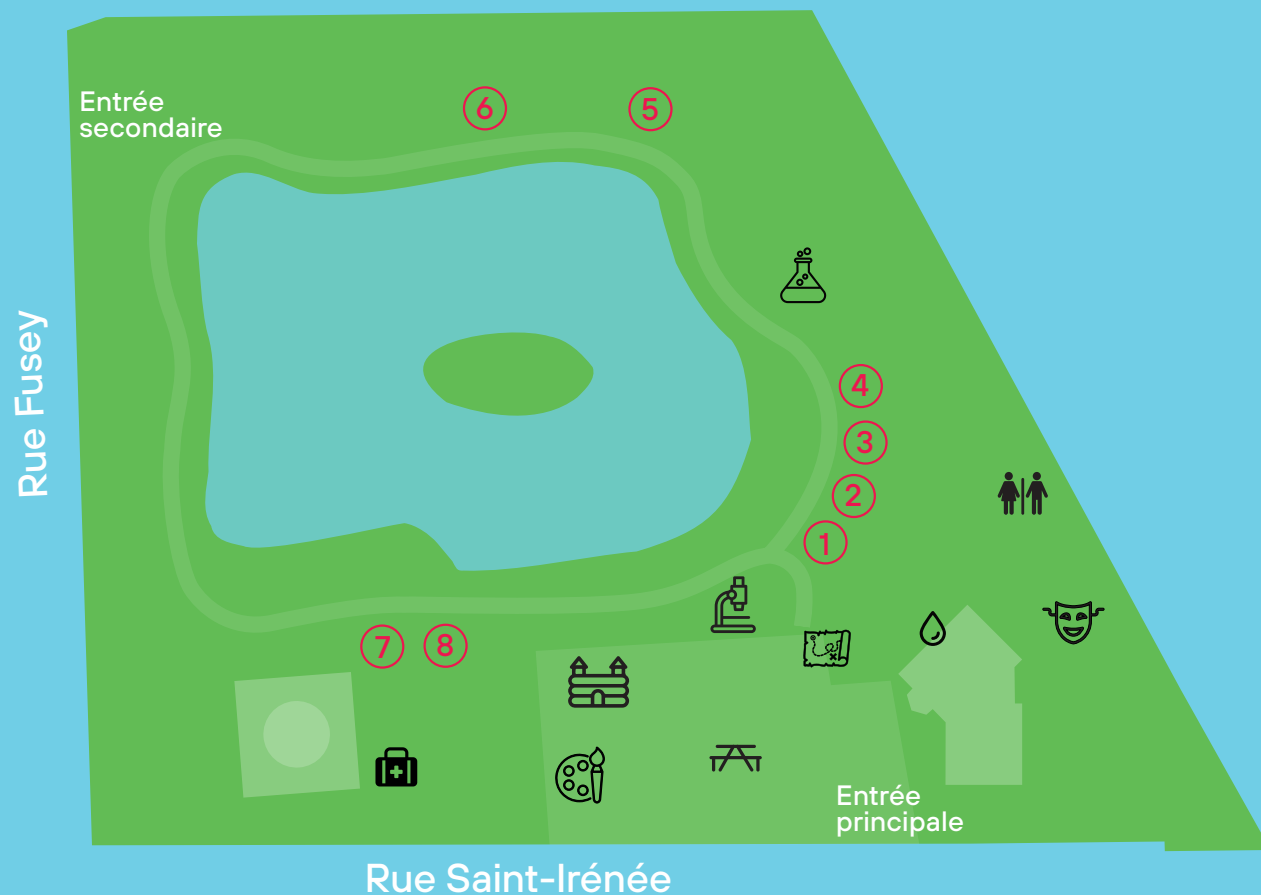 Entrée
secondaire
6
5
Rue Fusey
4
3
2
1
7
8
Entrée
principale
Rue Saint-Irénée